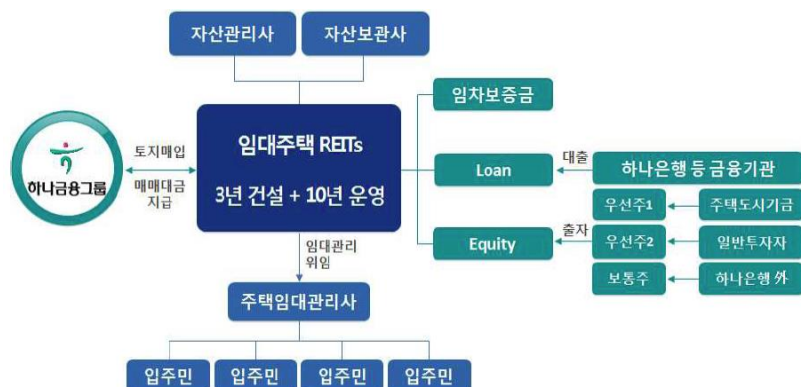 자산관리사
자산보관사
하나금융그룹
토지매입
매매대금
지급
임대주택 REITs
3년 건설 + 10년 운영
임차보증금
Loan
대출
하나은행 등 금융기관
Equity
출자
우선주1
주택도시기금
우선주2
일반투자자
보통주
하나은행 外
임대관리
위임
주택임대관리사
입주민
입주민
입주민
입주민